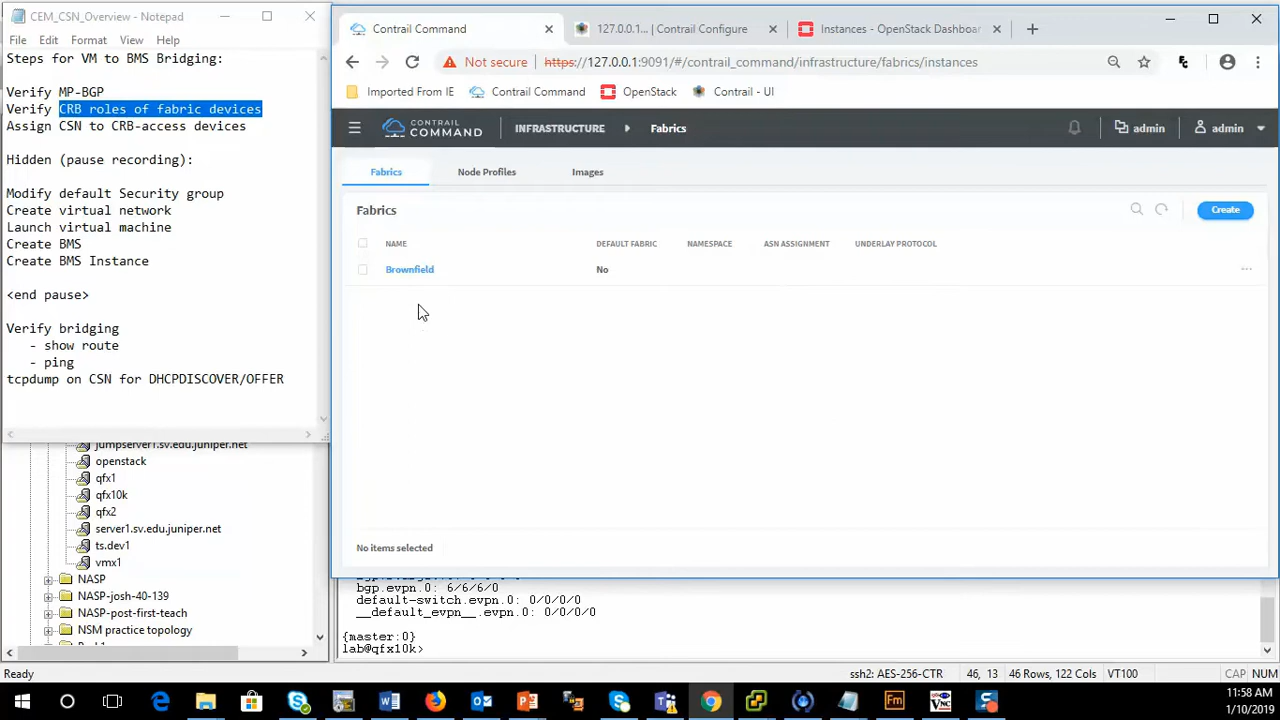 CEM_CSN_Overview - Notepad
File Edit Format View Help
Steps for VM to BMS Bridging:
Verify MP-BGP
Verify CRB roles of fabric devices
Assign CSN to CRB-access devices
Hidden (pause recording):
Modify default Security group
Create virtual network
Launch virtual machine
Create BMS
Create BMS Instance
<end pause>
Verify bridging
- show route
- ping
tcpdump on CSN for DHCPDISCOVER/OFFER
jumpserver1.sv.edu.juniper.net
openstack
qfx1
qfx10k
qfx2
server1.sv.edu.juniper.net
ts.dev1
vmx1
NASP
NASP-josh-40-139
NASP-post-first-teach
NSM practice topology
Contrail Command
127.0.0.1... | Contrail Configure
Instances - OpenStack Dashboar
Not secure https://127.0.0.1:9091/#/contrail_command/infrastructure/fabrics/instances
Imported From IE Contrail Command OpenStack Contrail - UI
CONTRAIL
COMMAND
INFRASTRUCTURE Fabrics admin admin
Fabrics Node Profiles Images
Fabrics Create
NAME DEFAULT FABRIC NAMESPACE ASN ASSIGNMENT UNDERLAY PROTOCOL
Brownfield No ...
No items selected
bgp.evpn.0: 6/6/6/0
default-switch.evpn.0: 0/0/0/0
__default_evpn__.evpn.0: 0/0/0/0
{master:0}
lab@qfx10k>
Ready ssh2: AES-256-CTR 46, 13 46 Rows, 122 Cols VT100 CAP NUM
11:58 AM
1/10/2019